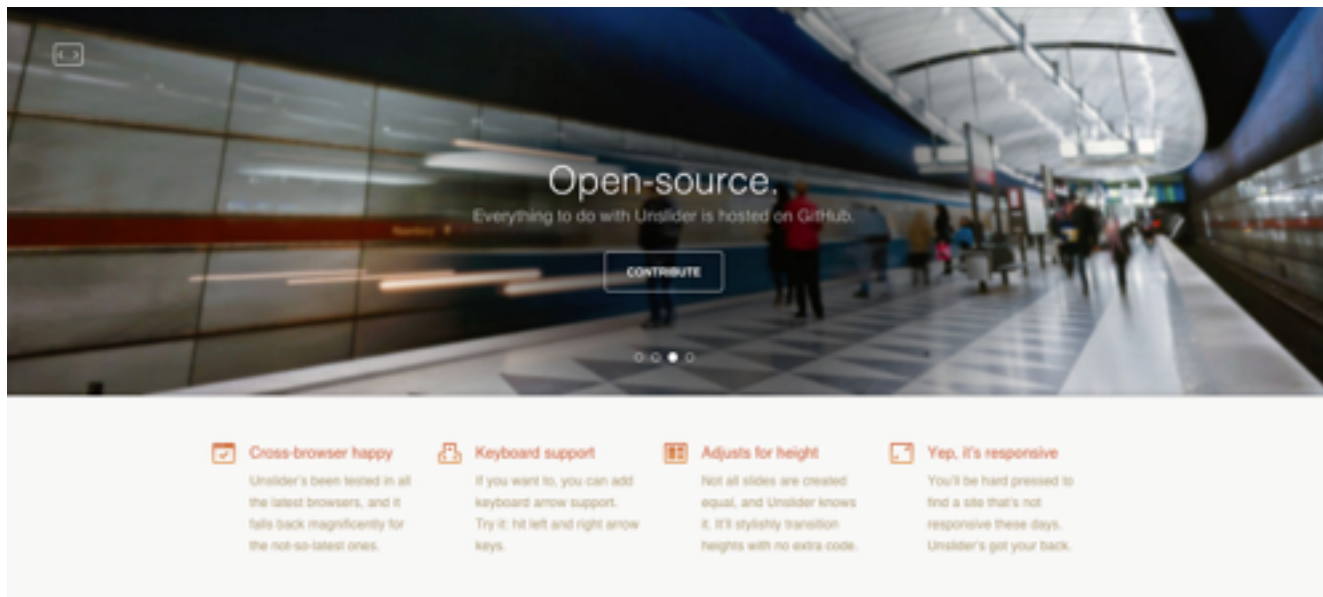 Open-source.
Everything to do with Unslider is hosted on GitHub.
CONTRIBUTE
Cross-browser happy
Unslider's been tested in all
the latest browsers, and it
falls back magnificently for
the not-so-latest ones.
Keyboard support
If you want to, you can add
keyboard arrow support.
Try it: hit left and right arrow
keys.
Adjusts for height
Not all slides are created
equal, and Unslider knows
it. It'll stylishly transition
heights with no extra code.
Yep, it's responsive
You'll be hard pressed to
find a site that's not
responsive these days.
Unslider's got your back.